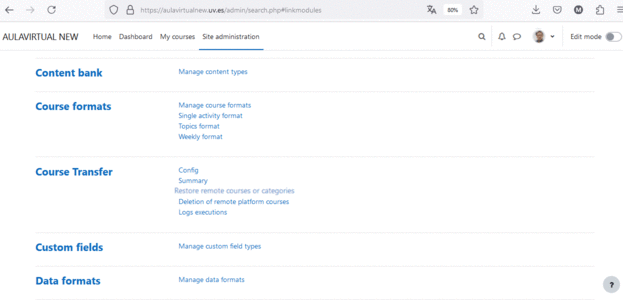 https://aulavirtualnew.uv.es/admin/search.php#linkmodules
80%
M
AULAVIRTUAL NEW
Home
Dashboard
My courses
Site administration
Edit mode
Content bank
Manage content types
Course formats
Manage course formats
Single activity format
Topics format
Weekly format
Course Transfer
Config
Summary
Restore remote courses or categories
Deletion of remote platform courses
Logs executions
Custom fields
Manage custom field types
Data formats
Manage data formats
?